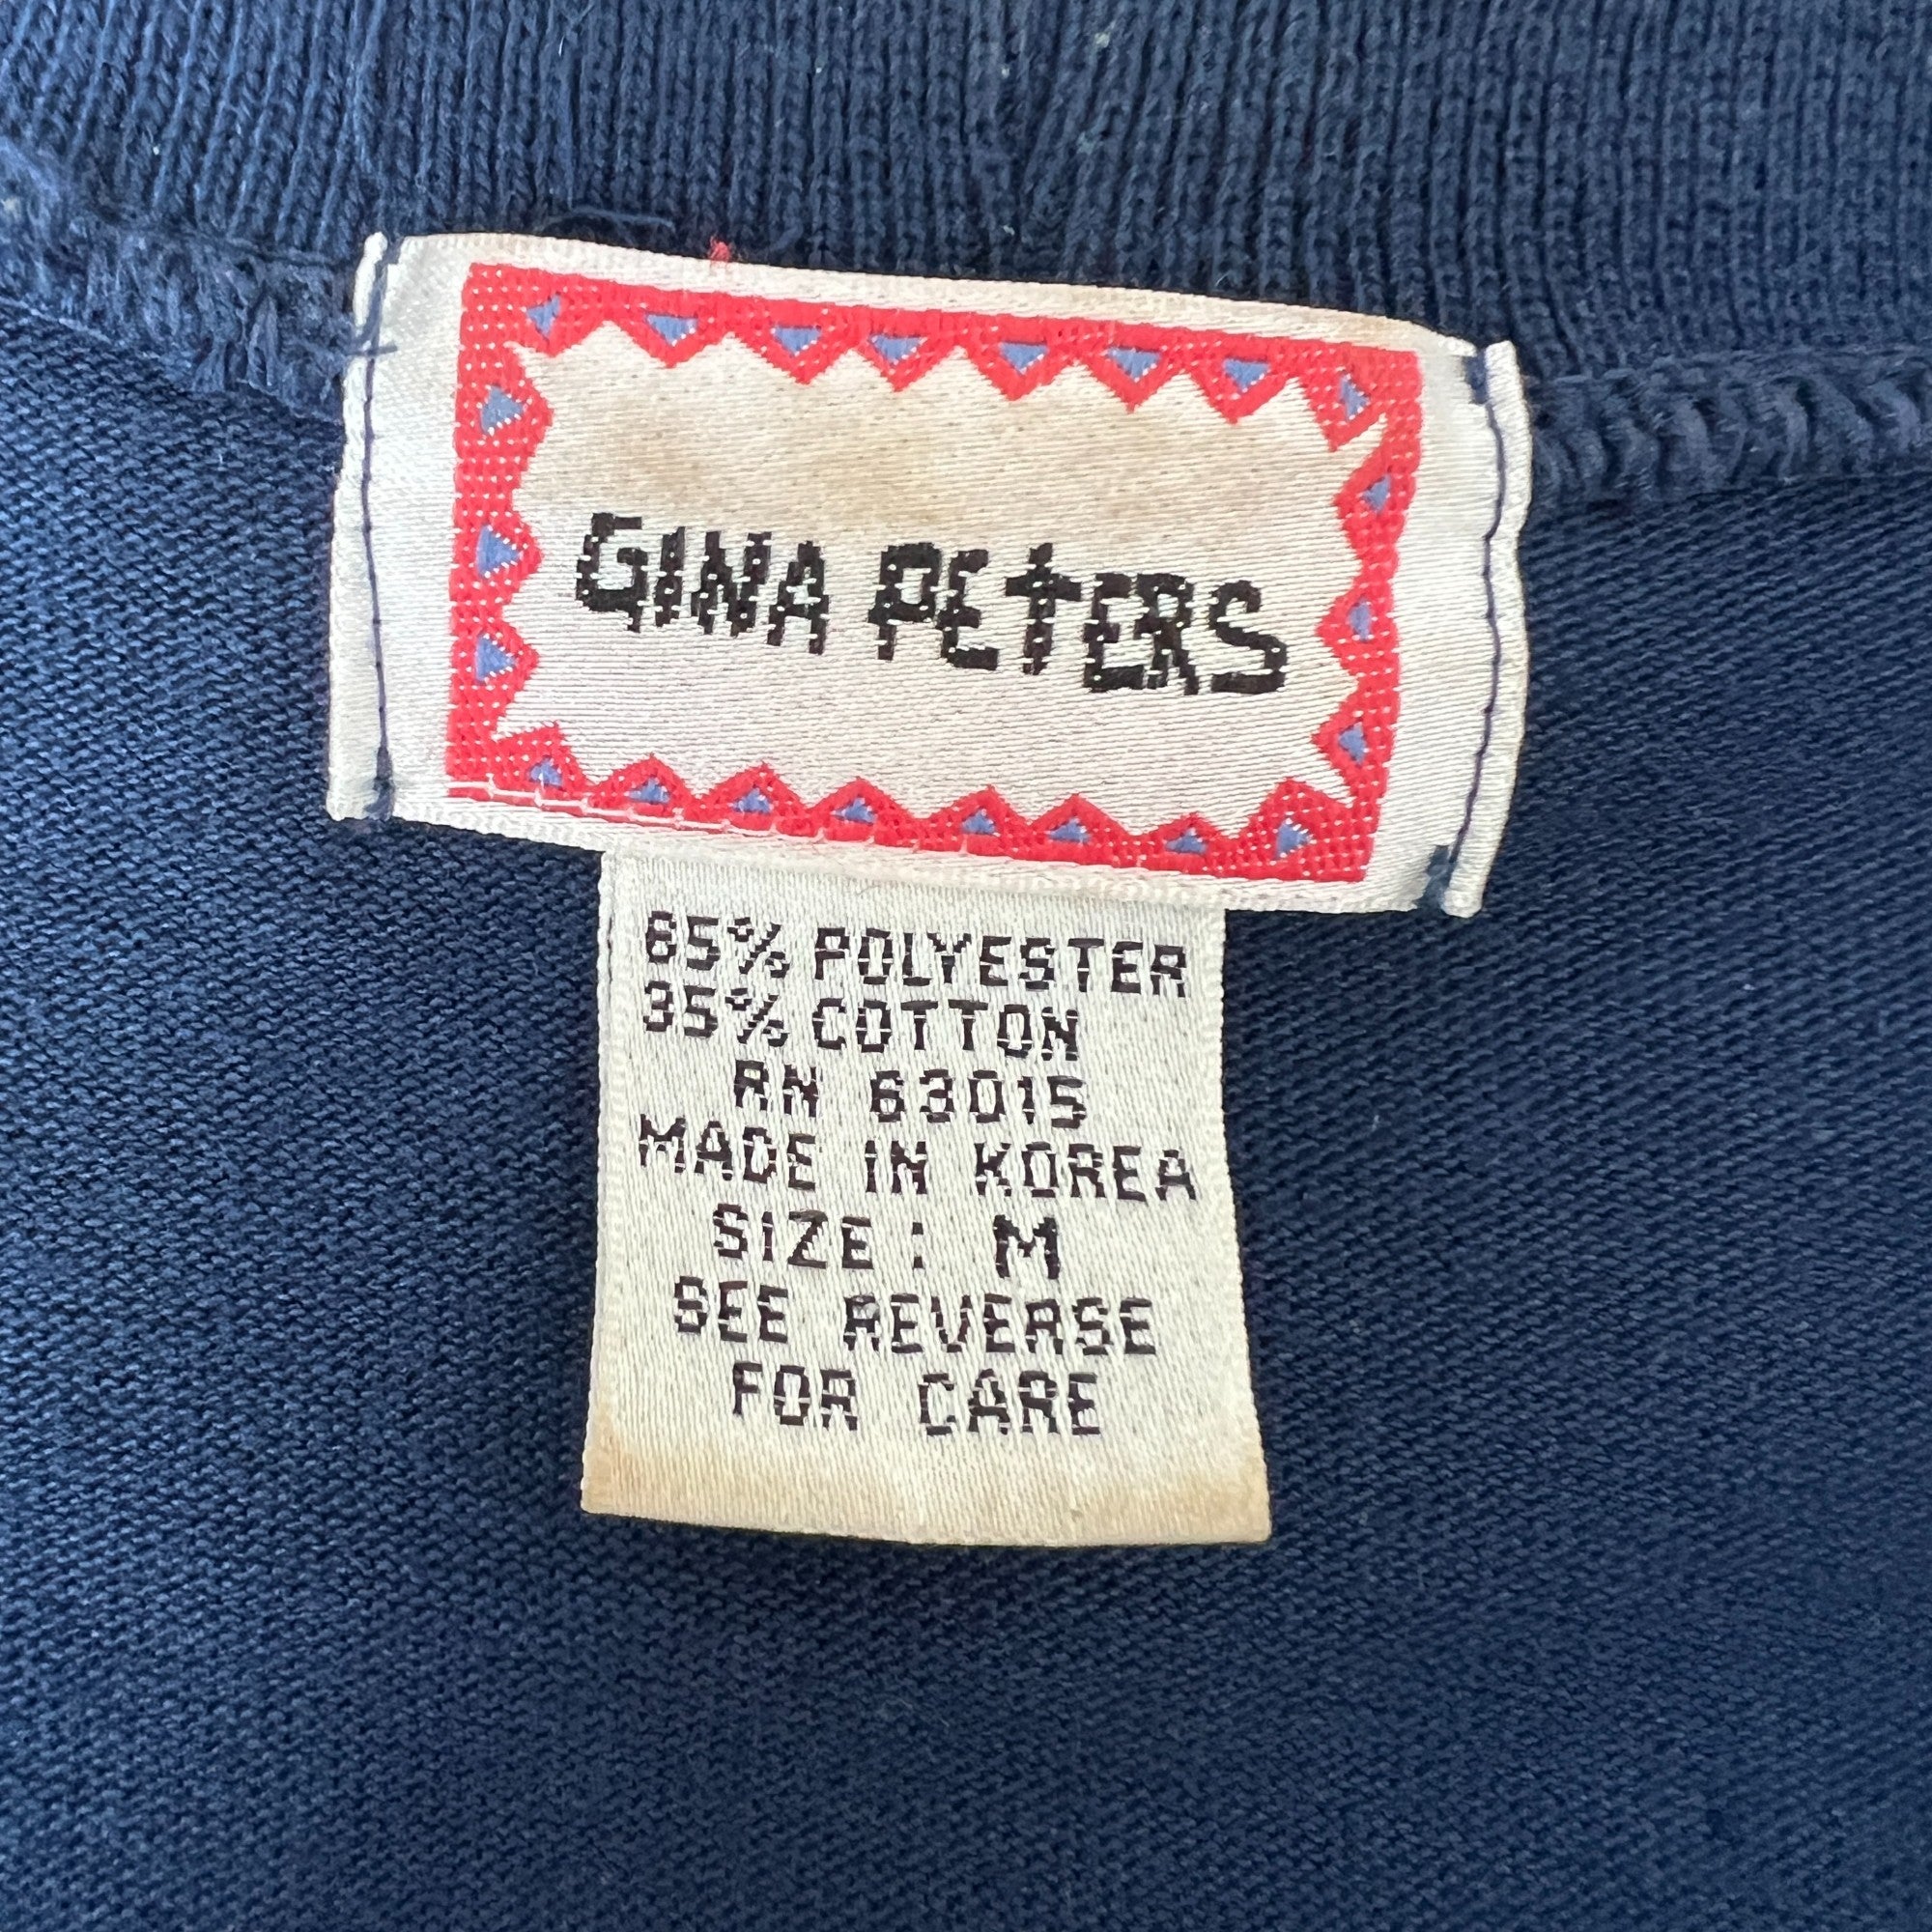 GINA PETERS
65% POLYESTER
35% COTTON
RN 63015
MADE IN KOREA
SIZE: M
SEE REVERSE
FOR CARE